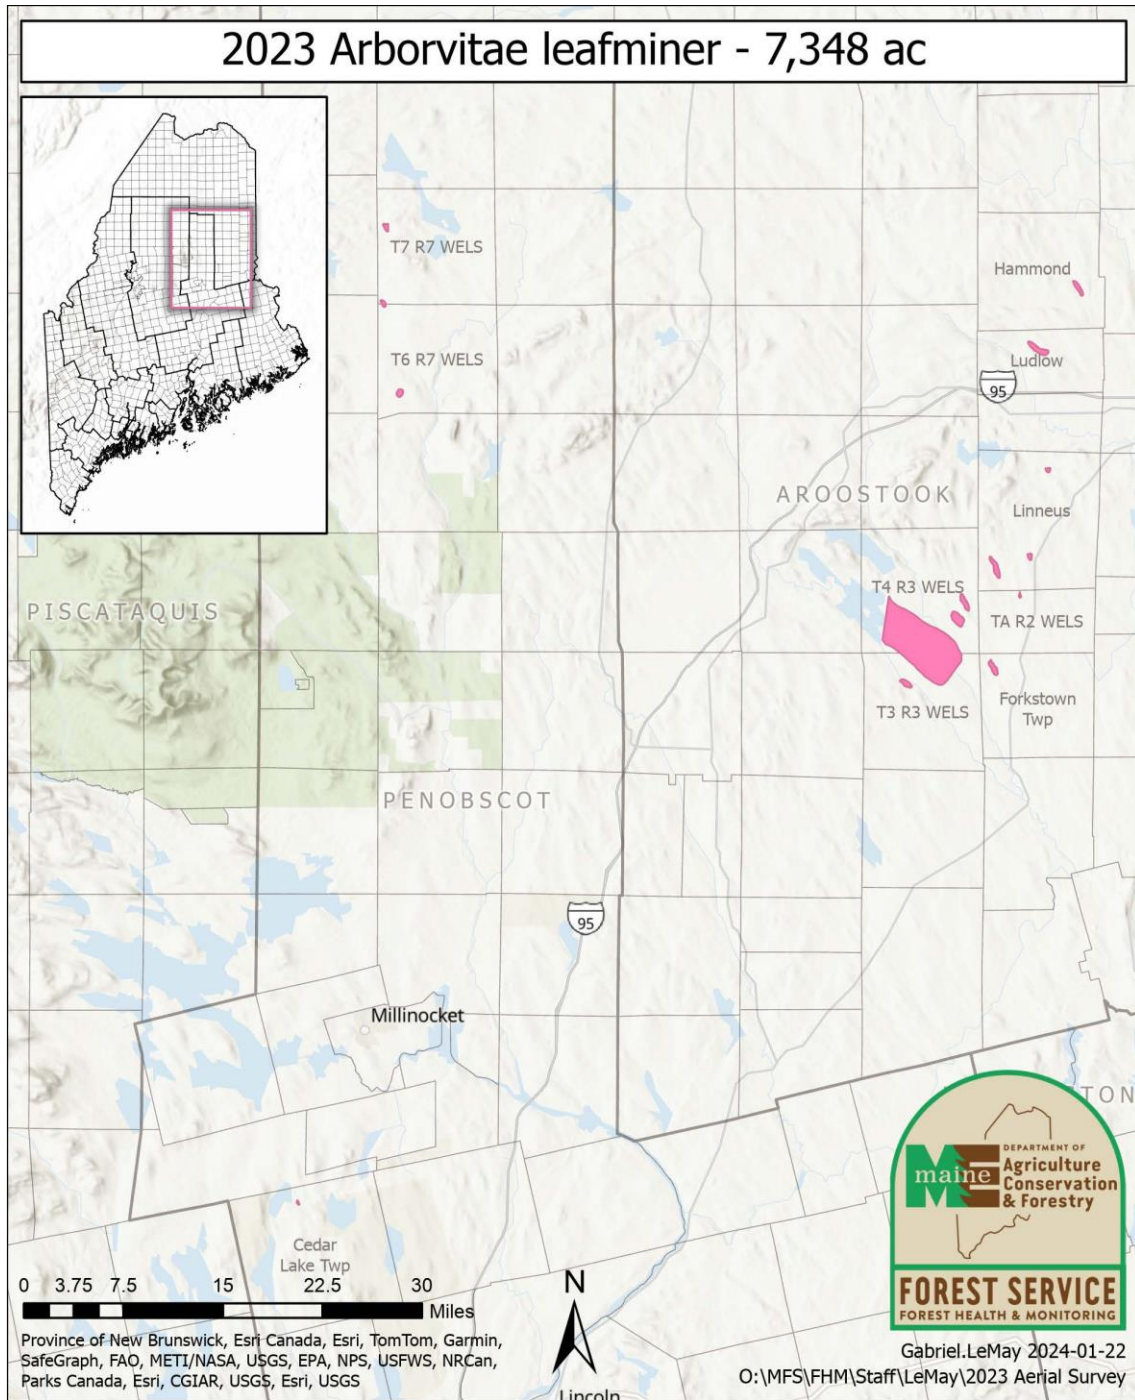 2023 Arborvitae leafminer - 7,348 ac
T7 R7 WELS
Hammond
T6 R7 WELS
Ludlow
95
AROOSTOOK
Linneus
T4 R3 WELS
PISCATAQUIS
TA R2 WELS
Forkstown
Twp
T3 R3 WELS
PENOBSCOT
95
Millinocket
TON
DEPARTMENT OF
maine
Agriculture
Conservation
& Forestry
Cedar
Lake Twp
FOREST SERVICE
FOREST HEALTH & MONITORING
0 3.75 7.5 15 22.5 30
Miles
N
Province of New Brunswick, Esri Canada, Esri, TomTom, Garmin,
SafeGraph, FAO, METI/NASA, USGS, EPA, NPS, USFWS, NRCan,
Parks Canada, Esri, CGIAR, USGS, Esri, USGS
Lincoln
Gabriel.LeMay 2024-01-22
O:\MFS\FHM\Staff\LeMay\2023 Aerial Survey